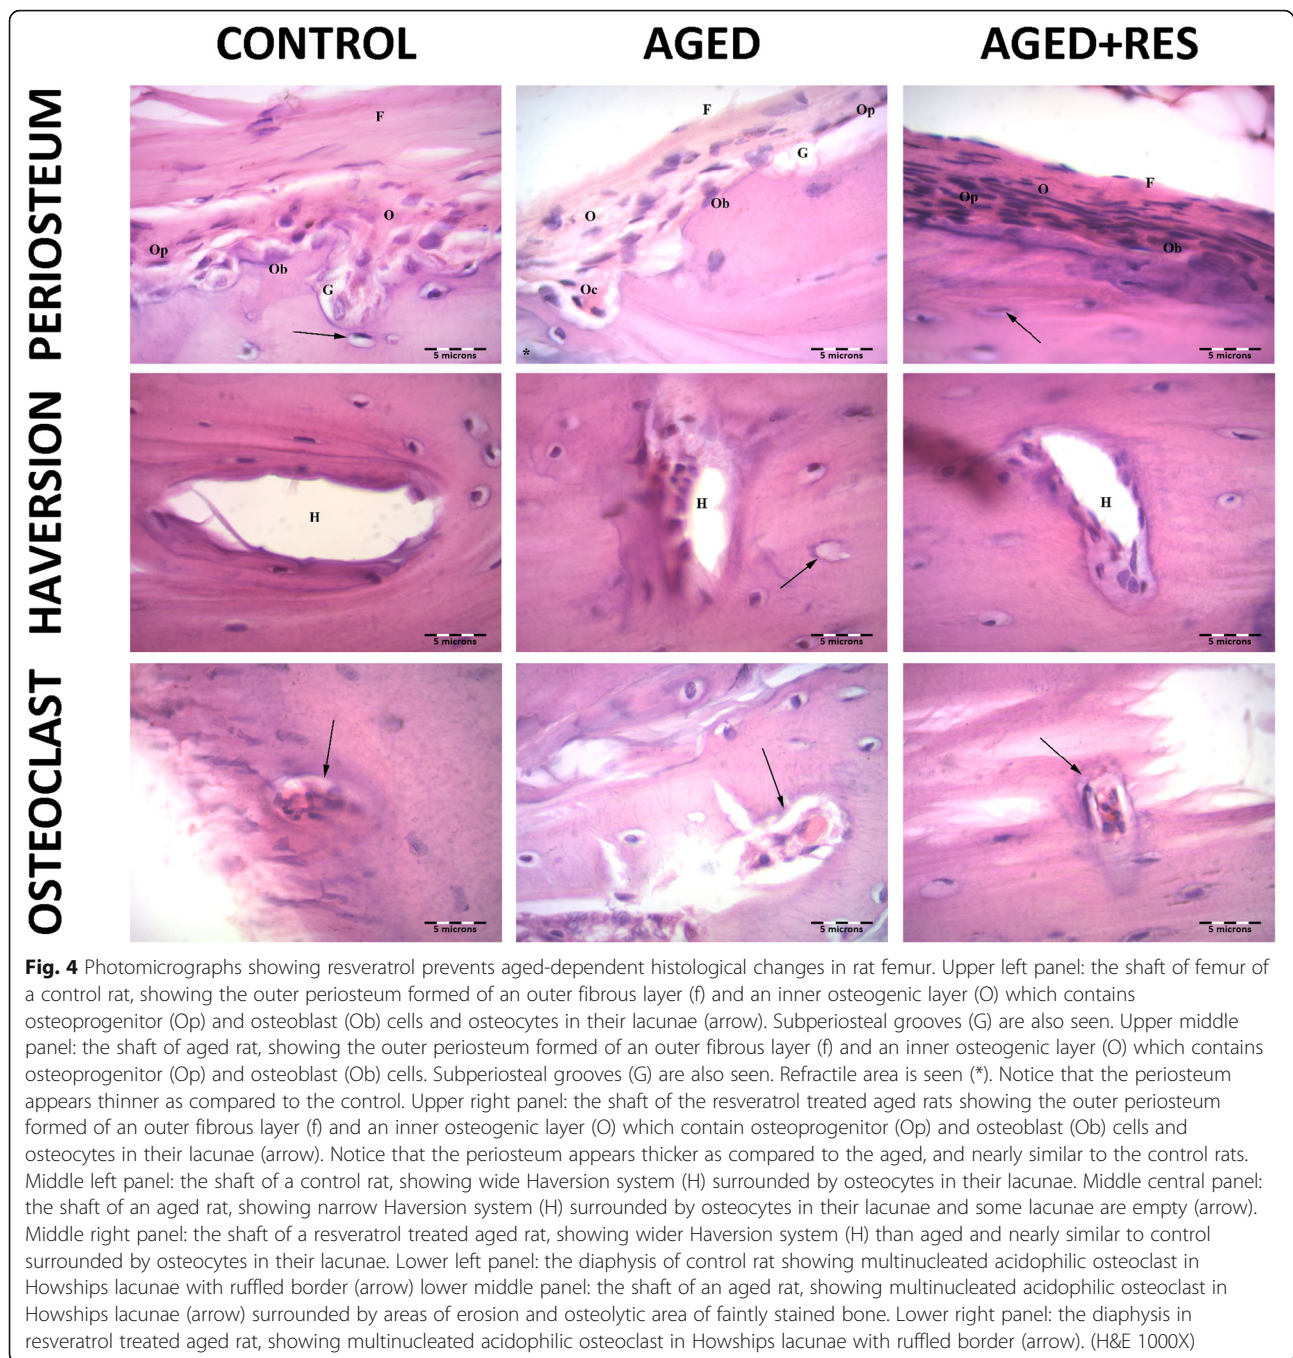 CONTROL AGED AGED+RES
PERIOSTEUM
F
O
Op
Ob
G
5 microns
F
Op
G
Ob
O
Oc
*
5 microns
F
O
Op
Ob
5 microns
HAVERSION
H
5 microns
H
5 microns
H
5 microns
OSTEOCLAST
5 microns
5 microns
5 microns
Fig. 4 Photomicrographs showing resveratrol prevents aged-dependent histological changes in rat femur. Upper left panel: the shaft of femur of
a control rat, showing the outer periosteum formed of an outer fibrous layer (f) and an inner osteogenic layer (O) which contains
osteoprogenitor (Op) and osteoblast (Ob) cells and osteocytes in their lacunae (arrow). Subperiosteal grooves (G) are also seen. Upper middle
panel: the shaft of aged rat, showing the outer periosteum formed of an outer fibrous layer (f) and an inner osteogenic layer (O) which contains
osteoprogenitor (Op) and osteoblast (Ob) cells. Subperiosteal grooves (G) are also seen. Refractile area is seen (*). Notice that the periosteum
appears thinner as compared to the control. Upper right panel: the shaft of the resveratrol treated aged rats showing the outer periosteum
formed of an outer fibrous layer (f) and an inner osteogenic layer (O) which contain osteoprogenitor (Op) and osteoblast (Ob) cells and
osteocytes in their lacunae (arrow). Notice that the periosteum appears thicker as compared to the aged, and nearly similar to the control rats.
Middle left panel: the shaft of a control rat, showing wide Haversion system (H) surrounded by osteocytes in their lacunae. Middle central panel:
the shaft of an aged rat, showing narrow Haversion system (H) surrounded by osteocytes in their lacunae and some lacunae are empty (arrow).
Middle right panel: the shaft of a resveratrol treated aged rat, showing wider Haversion system (H) than aged and nearly similar to control
surrounded by osteocytes in their lacunae. Lower left panel: the diaphysis of control rat showing multinucleated acidophilic osteoclast in
Howships lacunae with ruffled border (arrow) lower middle panel: the shaft of an aged rat, showing multinucleated acidophilic osteoclast in
Howships lacunae (arrow) surrounded by areas of erosion and osteolytic area of faintly stained bone. Lower right panel: the diaphysis in
resveratrol treated aged rat, showing multinucleated acidophilic osteoclast in Howships lacunae with ruffled border (arrow). (H&E 1000X)